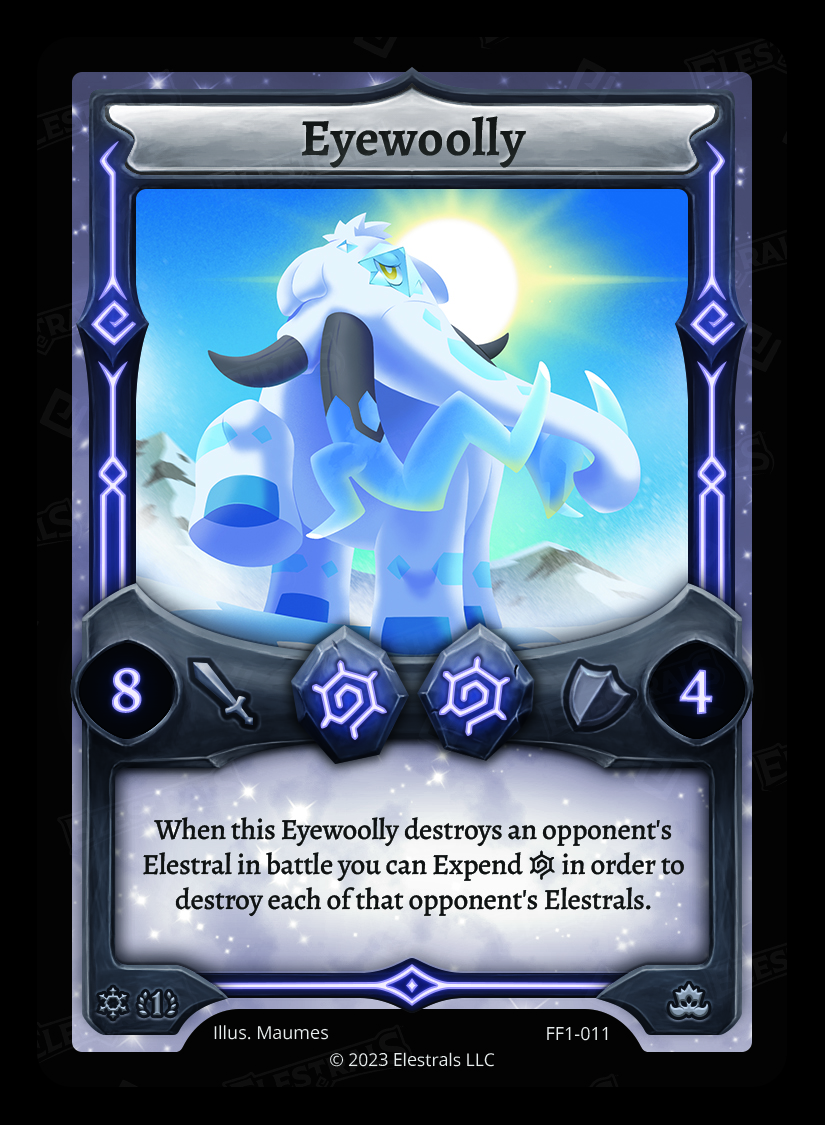 Eyewoolly
8
4
When this Eyewoolly destroys an opponent's
Elestral in battle you can Expend in order to
destroy each of that opponent's Elestrals.
1
Illus. Maumes
FF1-011
© 2023 Elestrals LLC